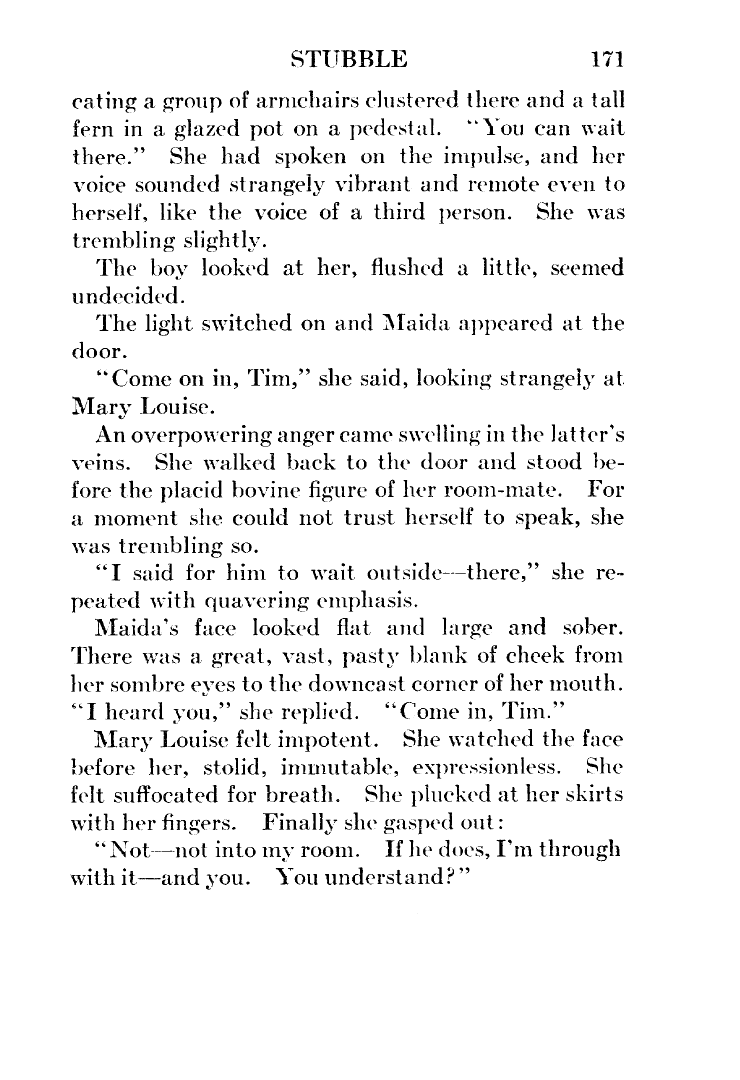 STUBBLE 171
cating a group of armchairs clustered there and a tall
fern in a glazed pot on a pedestal. “You can wait
there.” She had spoken on the impulse, and her
voice sounded strangely vibrant and remote even to
herself, like the voice of a third person. She was
trembling slightly.
The boy looked at her, flushed a little, seemed
undecided.
The light switched on and Maida appeared at the
door.
“Come on in, Tim,” she said, looking strangely at
Mary Louise.
An overpowering anger came swelling in the latter's
veins. She walked back to the door and stood be-
fore the placid bovine figure of her room-mate. For
a moment she could not trust herself to speak, she
was trembling so.
“I said for him to wait outside—there,” she re-
peated with quavering emphasis.
Maida's face looked flat and large and sober.
There was a great, vast, pasty blank of cheek from
her sombre eyes to the downcast corner of her mouth.
“I heard you,” she replied. “Come in, Tim.”
Mary Louise felt impotent. She watched the face
before her, stolid, immutable, expressionless. She
felt suffocated for breath. She plucked at her skirts
with her fingers. Finally she gasped out:
“Not—not into my room. If he does, I'm through
with it—and you. You understand?”